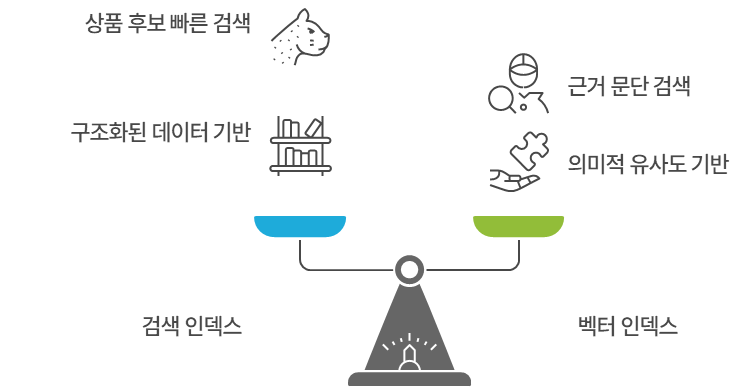 상품 후보 빠른 검색
구조화된 데이터 기반
근거 문단 검색
의미적 유사도 기반
검색 인덱스
벡터 인덱스